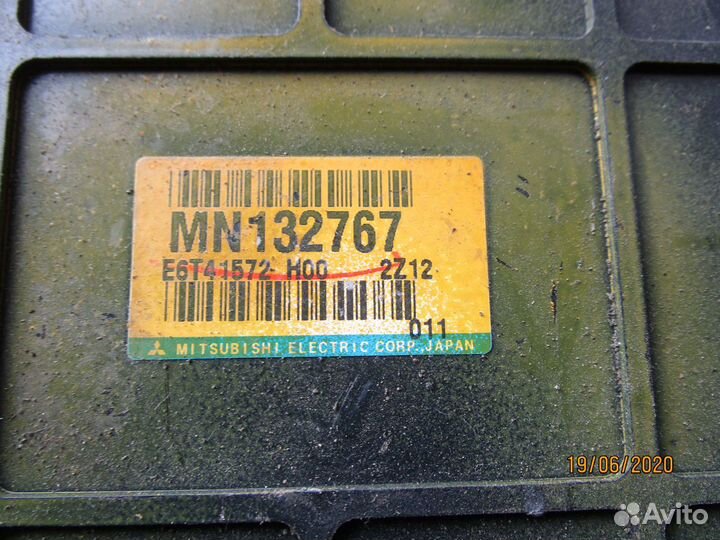 MN132767
E6T41572 H00 2Z12
011
MITSUBISHI ELECTRIC CORP. JAPAN
19/06/2020
Avito